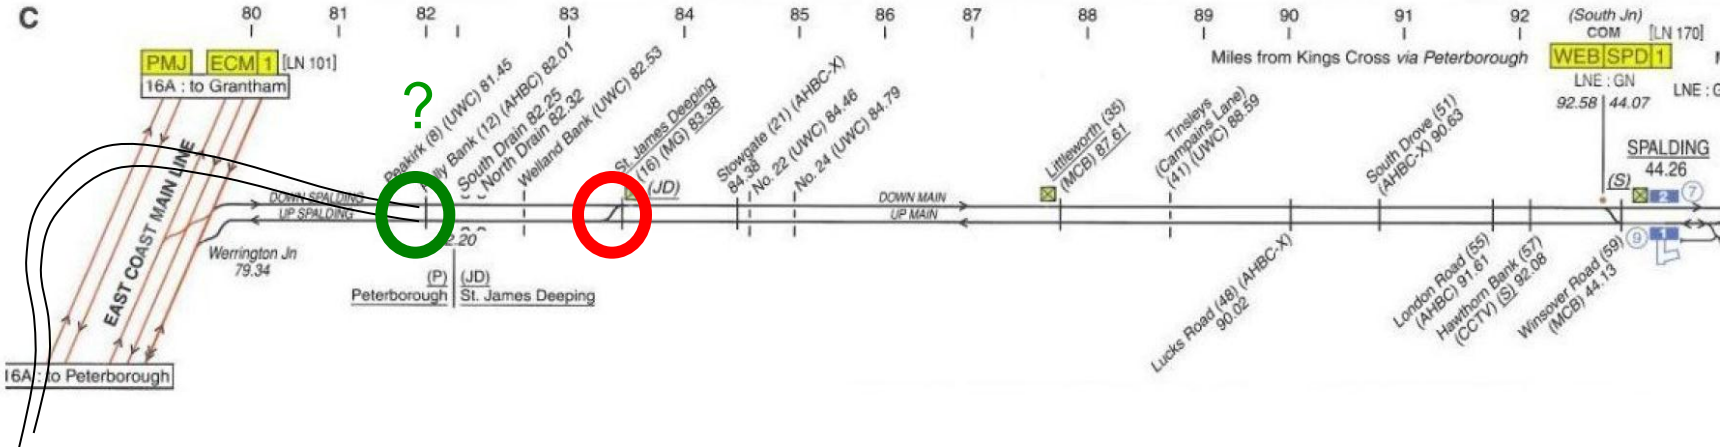 C
80 81 82 83 84 85 86 87 88 89 90 91 92
(South Jn)
COM
[LN 170]
Miles from Kings Cross via Peterborough
WEB SPD 1
LNE : GN
92.58 44.07
LNE : G
PMJ ECM 1 [LN 101]
16A : to Grantham
?
Peakirk (8) (UWC) 81.45
Bank (12) (AHBC) 82.01
South Drain 82.25
North Drain 82.32
Welland Bank (UWC) 82.53
St. James Deeping
(16) (MG) 83.38
(JD)
Stowgate (21) (AHBC-X)
84.38
No. 22 (UWC) 84.46
No. 24 (UWC) 84.79
Littleworth (35)
(MCB) 87.61
Tinsleys
(Campains Lane)
(41) (UWC) 88.59
South Drove (51)
(AHBC-X) 90.63
SPALDING
44.26
(S)
2
7
EAST COAST MAIN LINE
DOWN SPALDING
UP SPALDING
DOWN MAIN
UP MAIN
9
1
Werrington Jn
79.34
2.20
(P) (JD)
Peterborough St. James Deeping
Lucks Road (48) (AHBC-X)
90.02
London Road (55)
(AHBC) 91.61
Hawthorn Bank (57)
(CCTV) (S) 92.08
Winsover Road (59)
(MCB) 44.13
16A : to Peterborough